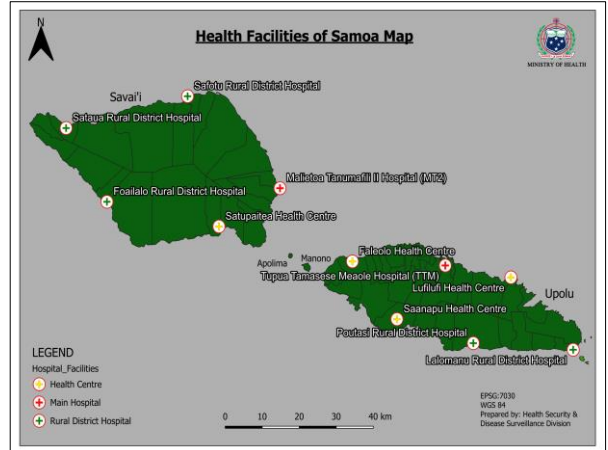 N
Health Facilities of Samoa Map
MINISTRY OF HEALTH
Savai'i
Safotu Rural District Hospital
Sataua Rural District Hospital
Malietoa Tanumafili II Hospital (MT2)
Foailalo Rural District Hospital
Satupaitea Health Centre
Apolima
Manono
Faleolo Health Centre
Tupua Tamasese Meaole Hospital (TTM)
Lufilufi Health Centre
Upolu
Saanapu Health Centre
Poutasi Rural District Hospital
Lalomanu Rural District Hospital
LEGEND
Hospital_Facilities
Health Centre
Main Hospital
Rural District Hospital
0 10 20 30 40 km
EPSG:7030
WGS 84
Prepared by: Health Security &
Disease Surveillance Division